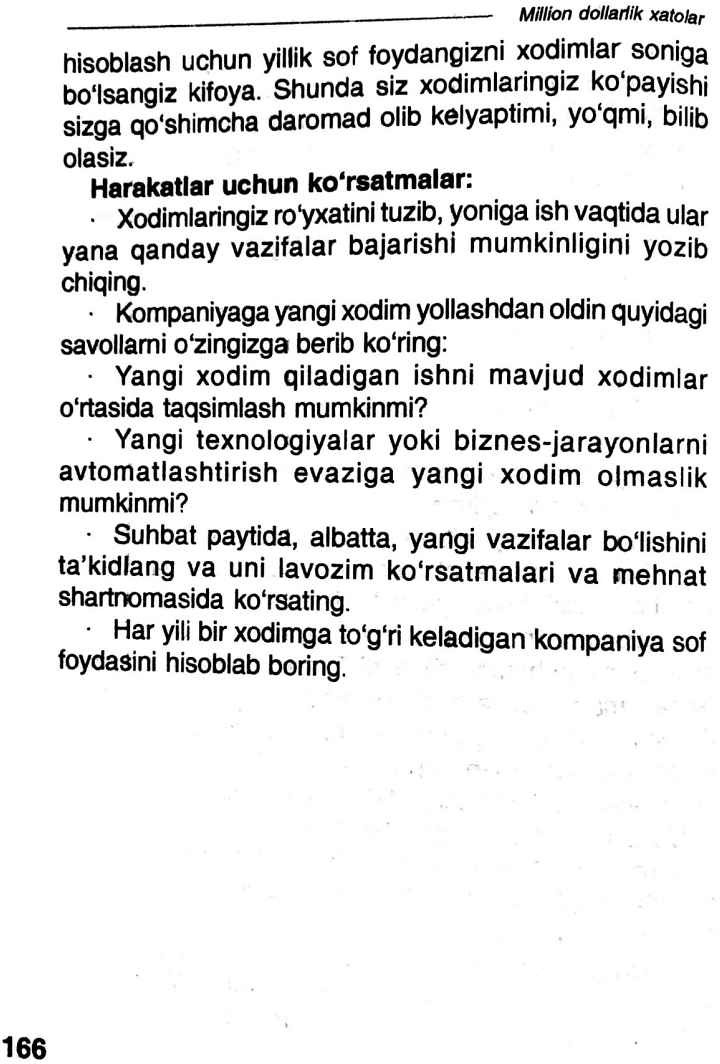 Million dollarlik xatolar
hisoblash uchun yillik sof foydangizni xodimlar soniga
bo‘lsangiz kifoya. Shunda siz xodimlaringiz ko‘payishi
sizga qo‘shimcha daromad olib kelyaptimi, yo‘qmi, bilib
olasiz.
Harakatlar uchun ko‘rsatmalar:
· Xodimlaringiz ro‘yxatini tuzib, yoniga ish vaqtida ular
yana qanday vazifalar bajarishi mumkinligini yozib
chiqing.
· Kompaniyaga yangi xodim yollashdan oldin quyidagi
savollarni o‘zingizga berib ko‘ring:
· Yangi xodim qiladigan ishni mavjud xodimlar
o‘rtasida taqsimlash mumkinmi?
· Yangi texnologiyalar yoki biznes-jarayonlarni
avtomatlashtirish evaziga yangi xodim olmaslik
mumkinmi?
· Suhbat paytida, albatta, yangi vazifalar bo‘lishini
ta’kidlang va uni lavozim ko‘rsatmalari va mehnat
shartnomasida ko‘rsating.
· Har yili bir xodimga to‘g‘ri keladigan kompaniya sof
foydasini hisoblab boring.
166